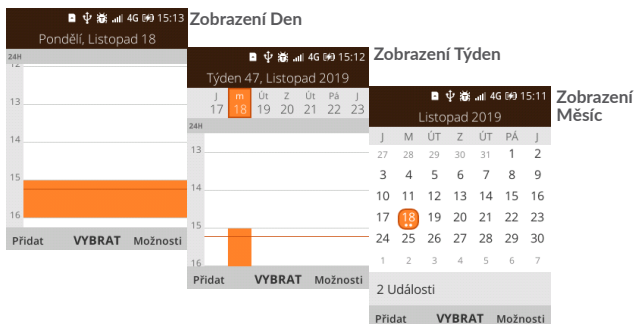 4G 15:13
Pondělí, Listopad 18
24H
12
13
14
15
16
Přidat VYBRAT Možnosti
Zobrazení Den
4G 15:12
Týden 47, Listopad 2019
J m Út Z Út Pá J
17 18 19 20 21 22 23
24H
13
14
15
16
Přidat VYBRAT Možnosti
Zobrazení Týden
4G 15:11
Listopad 2019
J M ÚT Z ÚT PÁ J
27 28 29 30 31 1 2
3 4 5 6 7 8 9
10 11 12 13 14 15 16
17 18 19 20 21 22 23
24 25 26 27 28 29 30
1 2 3 4 5 6 7
2 Události
Přidat VYBRAT Možnosti
Zobrazení
Měsíc